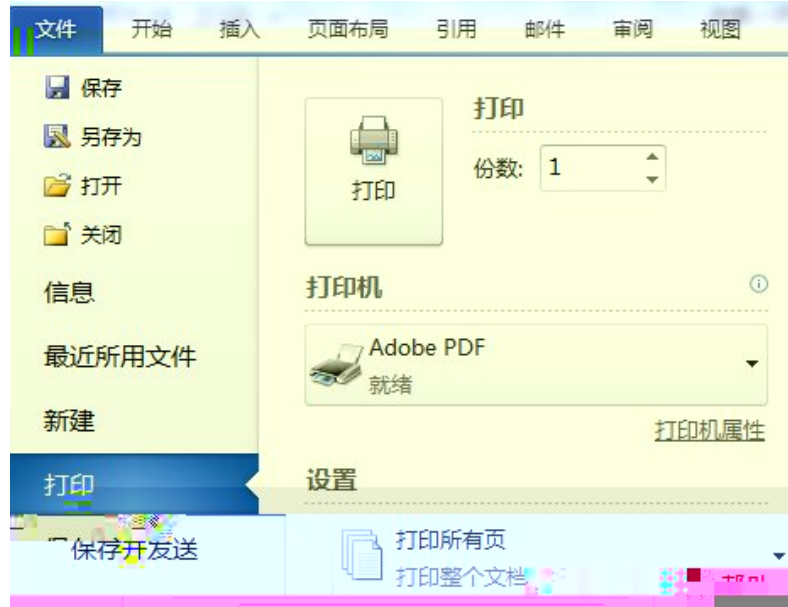 文件 开始 插入 页面布局 引用 邮件 审阅 视图
保存
另存为
打开
关闭
信息
最近所用文件
新建
打印
保存开发送
打印
打印
份数: 1
打印机
Adobe PDF
就绪
打印机属性
设置
打印所有页
打印整个文档